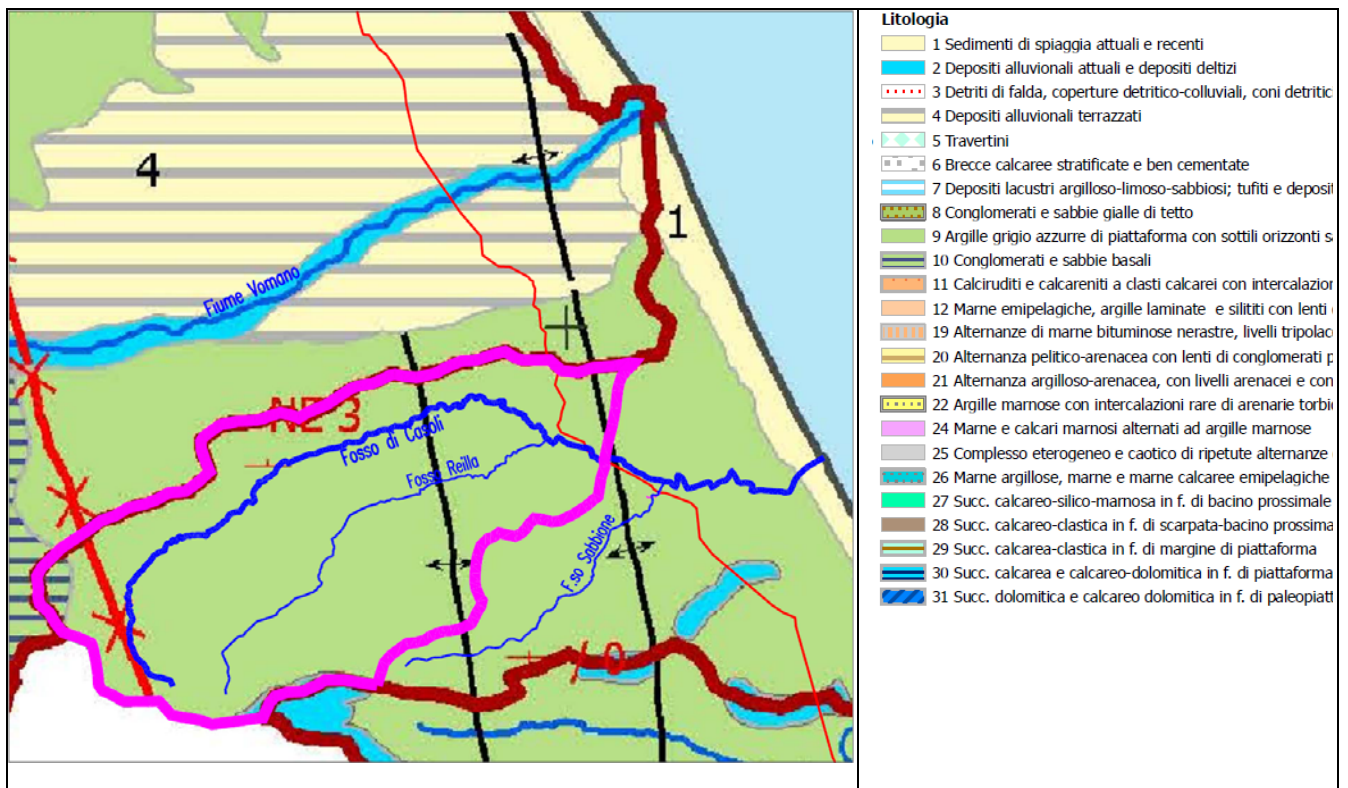 4
1
Fiume Vomano
NE 3
Fosso di Casoli
Fosso Reilla
F.so Sabbione
Litologia
1 Sedimenti di spiaggia attuali e recenti
2 Depositi alluvionali attuali e depositi deltizi
3 Detriti di falda, coperture detritico-colluviali, coni detritic
4 Depositi alluvionali terrazzati
5 Travertini
6 Brecce calcaree stratificate e ben cementate
7 Depositi lacustri argilloso-limoso-sabbiosi; tufiti e deposit
8 Conglomerati e sabbie gialle di tetto
9 Argille grigio azzurre di piattaforma con sottili orizzonti s
10 Conglomerati e sabbie basali
11 Calciruditi e calcareniti a clasti calcarei con intercalazion
12 Marne emipelagiche, argille laminate e silititi con lenti
19 Alternanze di marne bituminose nerastre, livelli tripolac
20 Alternanza pelitico-arenacea con lenti di conglomerati p
21 Alternanza argilloso-arenacea, con livelli arenacei e con
22 Argille marnose con intercalazioni rare di arenarie torbi
24 Marne e calcari marnosi alternati ad argille marnose
25 Complesso eterogeneo e caotico di ripetute alternanze
26 Marne argillose, marne e marne calcaree emipelagiche
27 Succ. calcareo-silico-marnosa in f. di bacino prossimale
28 Succ. calcareo-clastica in f. di scarpata-bacino prossima
29 Succ. calcarea-clastica in f. di margine di piattaforma
30 Succ. calcarea e calcareo-dolomitica in f. di piattaforma
31 Succ. dolomitica e calcareo dolomitica in f. di paleopiatt